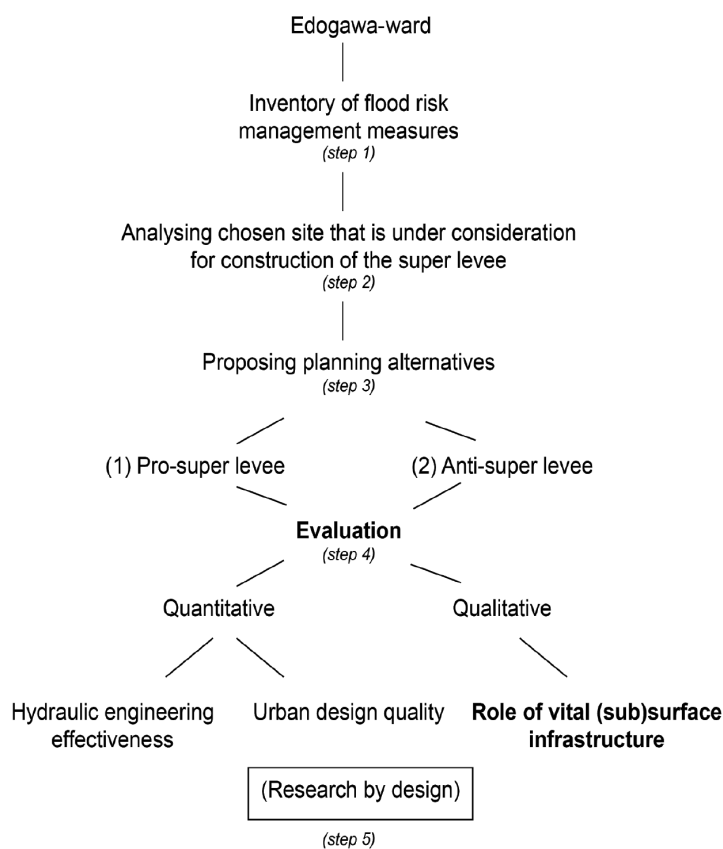 Edogawa-ward
Inventory of flood risk
management measures
(step 1)
Analysing chosen site that is under consideration
for construction of the super levee
(step 2)
Proposing planning alternatives
(step 3)
(1) Pro-super levee
(2) Anti-super levee
Evaluation
(step 4)
Quantitative
Qualitative
Hydraulic engineering
effectiveness
Urban design quality
Role of vital (sub)surface
infrastructure
(Research by design)
(step 5)